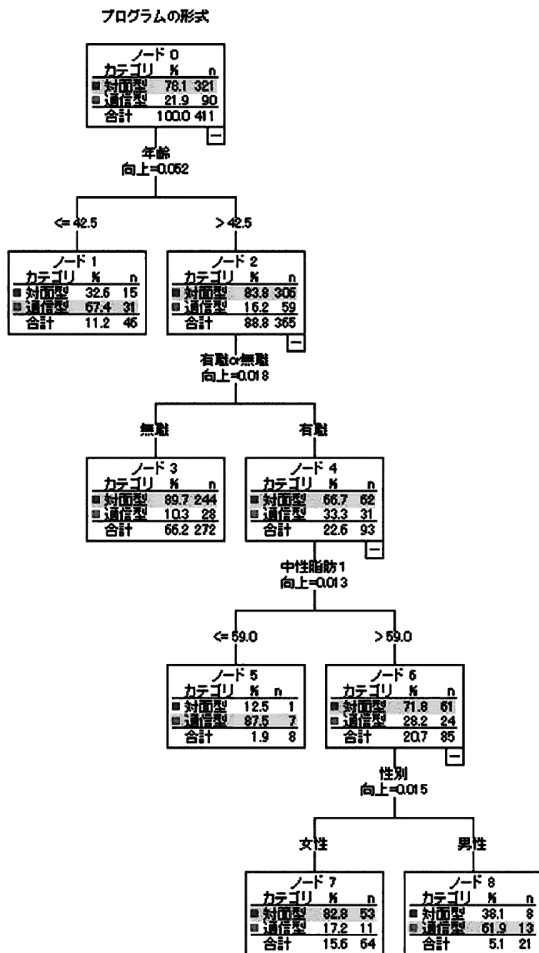 プログラムの形式
ノード 0
カテゴリ % n
対面型 78.1 321
通信型 21.9 90
合計 100.0 411
年齢
向上=0.052
<= 42.5
> 42.5
ノード 1
カテゴリ % n
対面型 32.6 15
通信型 67.4 31
合計 11.2 46
ノード 2
カテゴリ % n
対面型 83.8 306
通信型 16.2 59
合計 88.8 365
有職or無職
向上=0.018
無職
有職
ノード 3
カテゴリ % n
対面型 89.7 244
通信型 10.3 28
合計 66.2 272
ノード 4
カテゴリ % n
対面型 66.7 62
通信型 33.3 31
合計 22.6 93
中性脂肪1
向上=0.013
<= 59.0
> 59.0
ノード 5
カテゴリ % n
対面型 12.5 1
通信型 87.5 7
合計 1.9 8
ノード 6
カテゴリ % n
対面型 71.8 61
通信型 28.2 24
合計 20.7 85
性別
向上=0.015
女性
男性
ノード 7
カテゴリ % n
対面型 82.8 53
通信型 17.2 11
合計 15.6 64
ノード 8
カテゴリ % n
対面型 38.1 8
通信型 61.9 13
合計 5.1 21